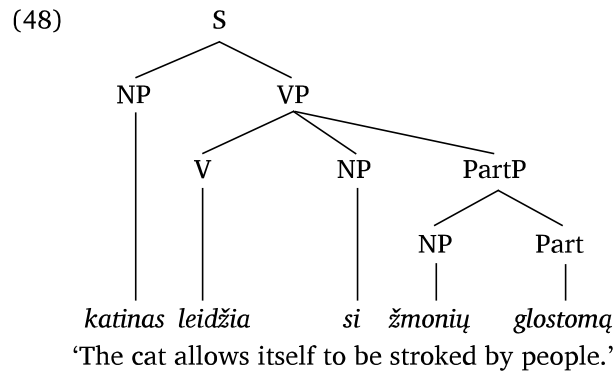 (48) S
NP VP
V NP PartP
NP Part
katinas leidžia si žmonių glostomą
‘The cat allows itself to be stroked by people.’